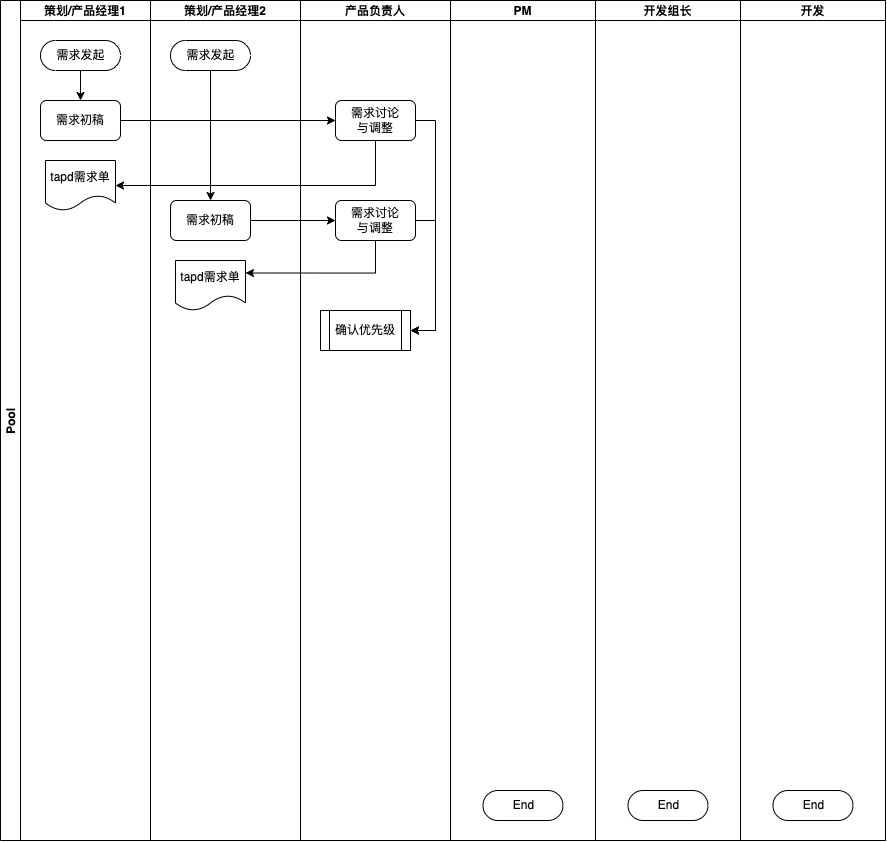 策划/产品经理1
策划/产品经理2
产品负责人
PM
开发组长
开发
Pool
需求发起
需求发起
需求初稿
需求讨论
与调整
tapd需求单
需求初稿
需求讨论
与调整
tapd需求单
确认优先级
End
End
End